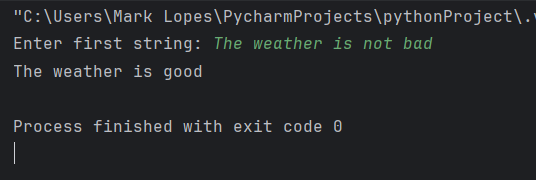 "C:\Users\Mark Lopes\PycharmProjects\pythonProject\.
Enter first string: The weather is not bad
The weather is good
Process finished with exit code 0